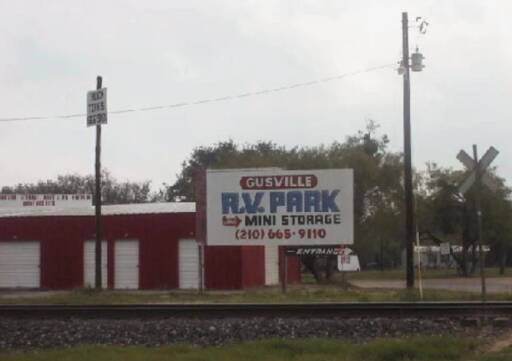 GUSVILLE
R.V. PARK
MINI STORAGE
(210) 665-9110
ENTRANCE